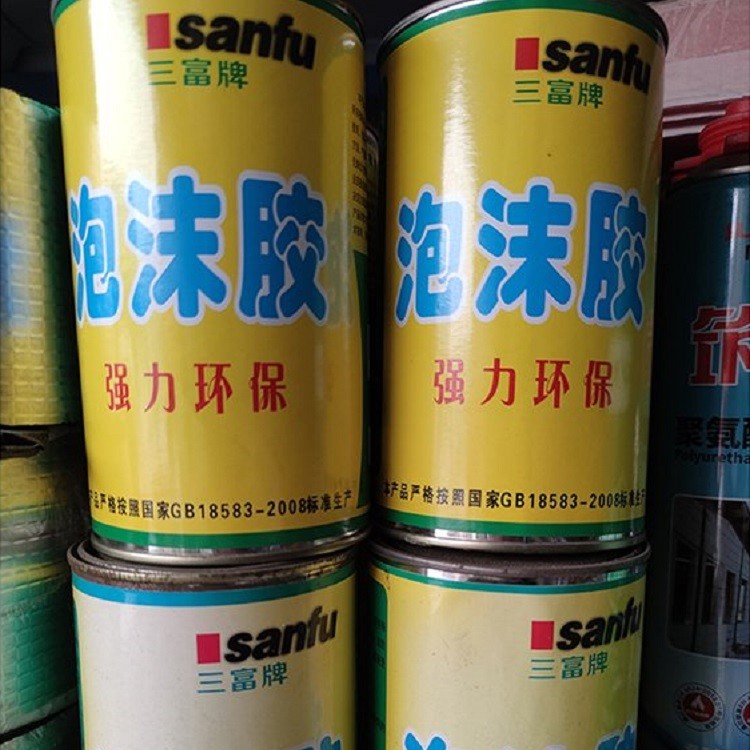 sanfu
三富牌
泡沫胶
强力环保
产品严格按照国家GB18583-2008标准生产
sanfu
三富牌
泡沫胶
强力环保
本产品严格按照国家GB18583-2008标准生产
聚氨
Polyuretha
sanfu
三富牌
sanfu
三富牌